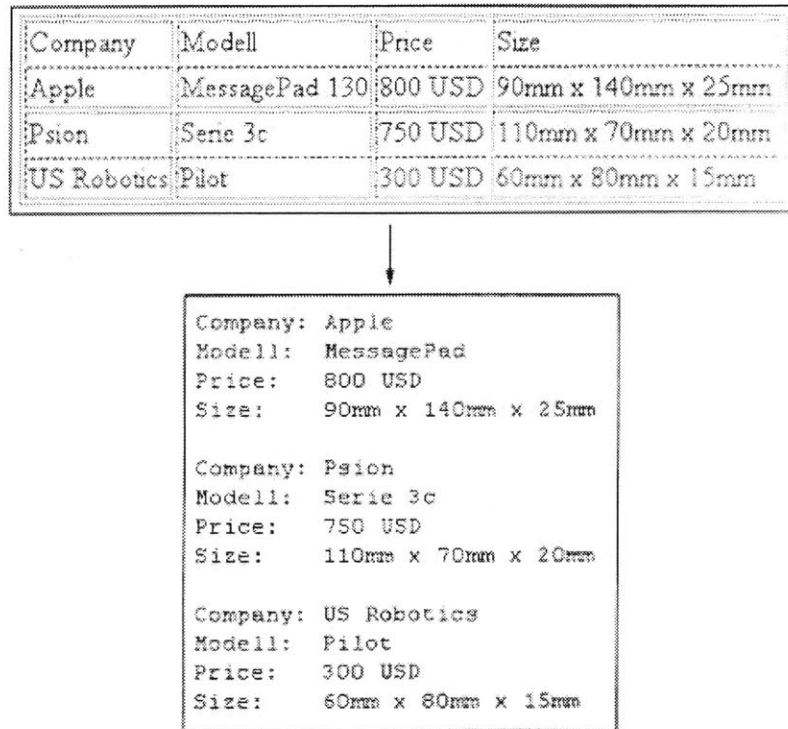 Company Modell Price Size
Apple MessagePad 130 800 USD 90mm x 140mm x 25mm
Psion Serie 3c 750 USD 110mm x 70mm x 20mm
US Robotics Pilot 300 USD 60mm x 80mm x 15mm
Company: Apple
Modell: MessagePad
Price: 800 USD
Size: 90mm x 140mm x 25mm
Company: Psion
Modell: Serie 3c
Price: 750 USD
Size: 110mm x 70mm x 20mm
Company: US Robotics
Modell: Pilot
Price: 300 USD
Size: 60mm x 80mm x 15mm